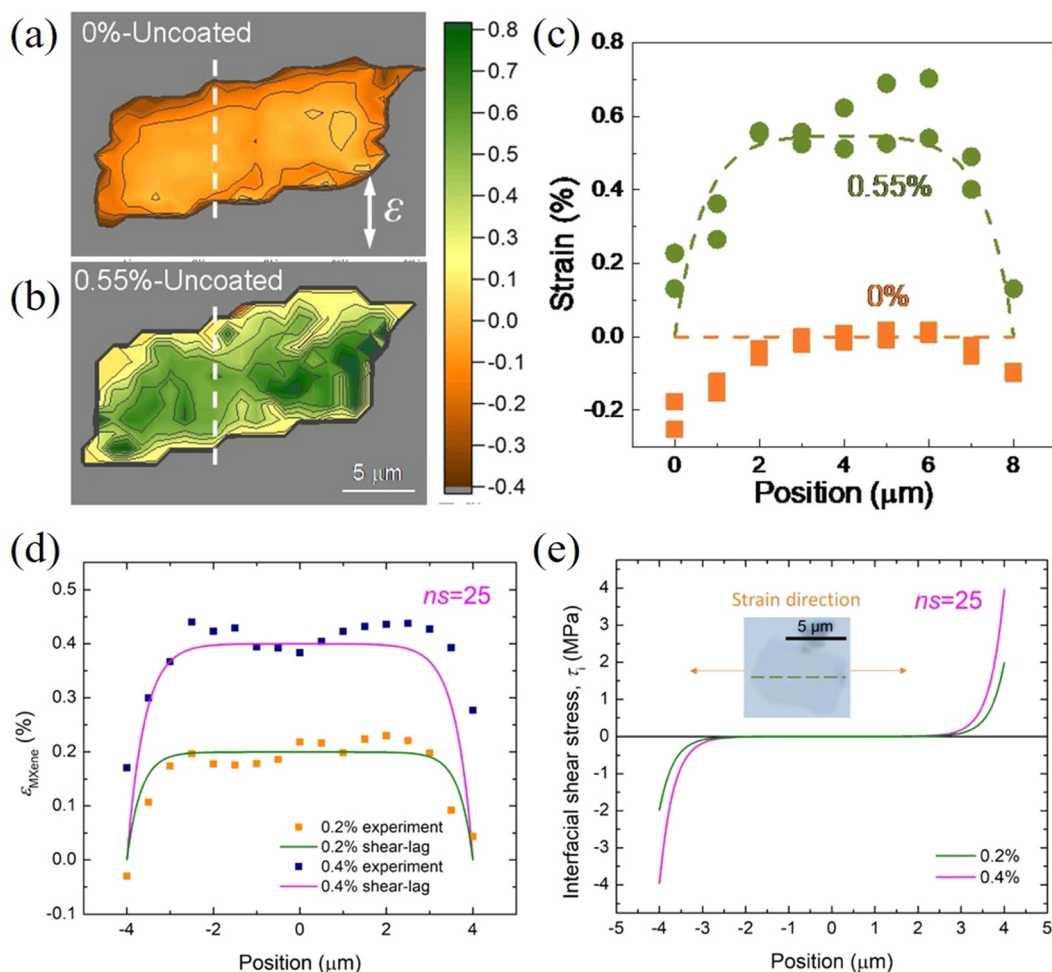 (a)
0%-Uncoated
ε
(b)
0.55%-Uncoated
5 μm
0.8
0.7
0.6
0.5
0.4
0.3
0.2
0.1
0.0
-0.1
-0.2
-0.3
-0.4
(c)
0.8
0.6
0.4
0.2
0.0
-0.2
Strain (%)
0.55%
0%
0 2 4 6 8
Position (μm)
(d)
0.5
0.4
0.3
0.2
0.1
0.0
-0.1
εMXene (%)
ns=25
0.2% experiment
0.2% shear-lag
0.4% experiment
0.4% shear-lag
-4 -2 0 2 4
Position (μm)
(e)
4
3
2
1
0
-1
-2
-3
-4
Interfacial shear stress, τi (MPa)
Strain direction
ns=25
5 μm
0.2%
0.4%
-5 -4 -3 -2 -1 0 1 2 3 4 5
Position (μm)